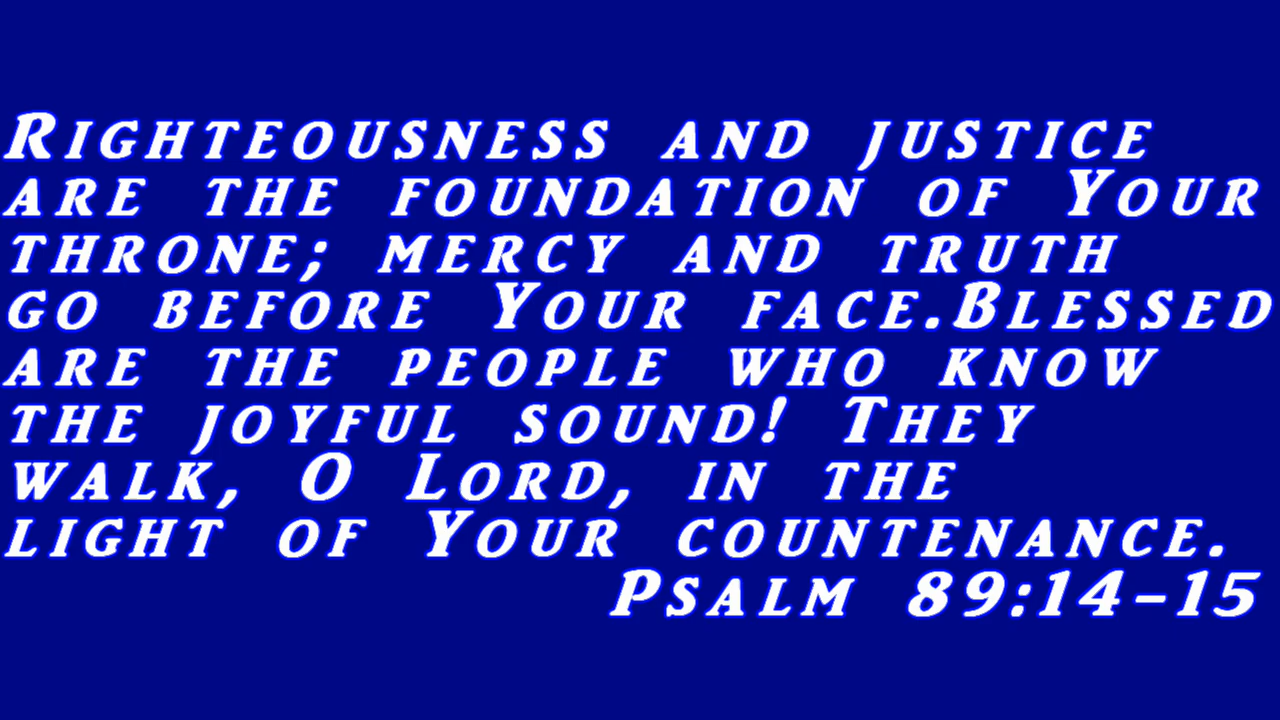 Righteousness and justice
are the foundation of Your
throne; mercy and truth
go before Your face.Blessed
are the people who know
the joyful sound! They
walk, O Lord, in the
light of Your countenance.
Psalm 89:14-15